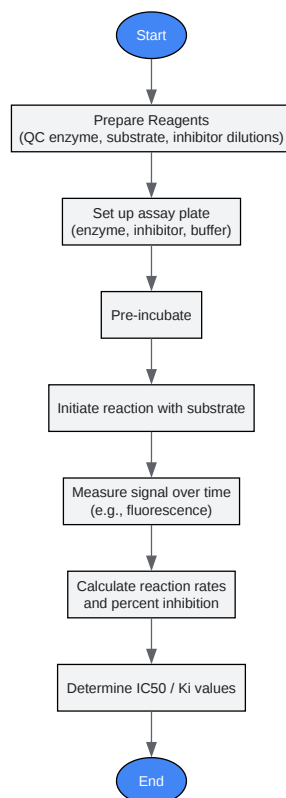 Start
Prepare Reagents
(QC enzyme, substrate, inhibitor dilutions)
Set up assay plate
(enzyme, inhibitor, buffer)
Pre-incubate
Initiate reaction with substrate
Measure signal over time
(e.g., fluorescence)
Calculate reaction rates
and percent inhibition
Determine IC50 / Ki values
End